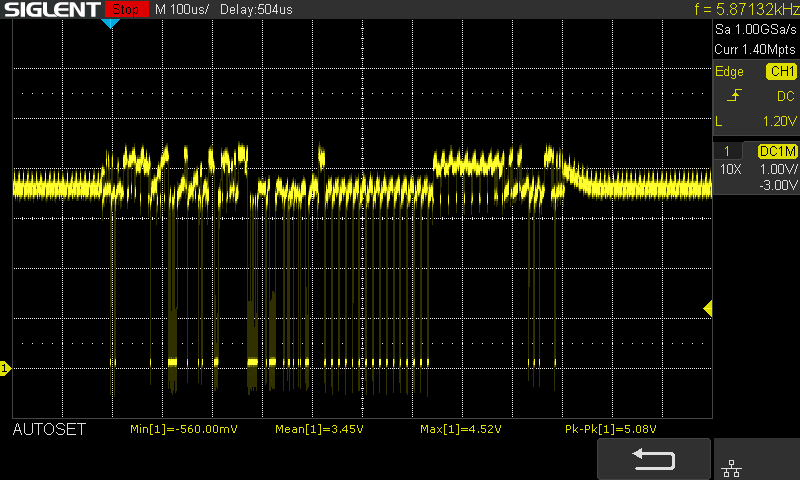 SIGLENT Stop M 100us/ Delay:504us f = 5.87132kHz
Sa 1.00GSa/s
Curr 1.40Mpts
Edge CH1
DC
L 1.20V
1 DC1M
10X 1.00V/
-3.00V
1
AUTOSET Min[1]=-560.00mV Mean[1]=3.45V Max[1]=4.52V Pk-Pk[1]=5.08V